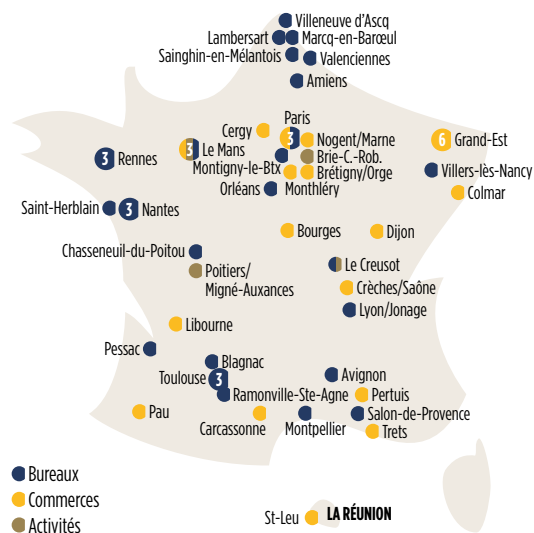 Villeneuve d'Ascq
Lambersart
Marcq-en-Barœul
Sainghin-en-Mélantois
Valenciennes
Amiens
Paris
3
Cergy
Nogent/Marne
6
Grand-Est
3
Le Mans
Brie-C.-Rob.
3
Rennes
Montigny-le-Btx
Brétigny/Orge
Villers-lès-Nancy
Orléans
Monthléry
Colmar
Saint-Herblain
3
Nantes
Bourges
Dijon
Chasseneuil-du-Poitou
Le Creusot
Poitiers/
Migné-Auxances
Crèches/Saône
Lyon/Jonage
Libourne
Pessac
Blagnac
Avignon
Toulouse
3
Ramonville-Ste-Agne
Pertuis
Pau
Carcassonne
Montpellier
Salon-de-Provence
Trets
Bureaux
Commerces
Activités
St-Leu
LA RÉUNION